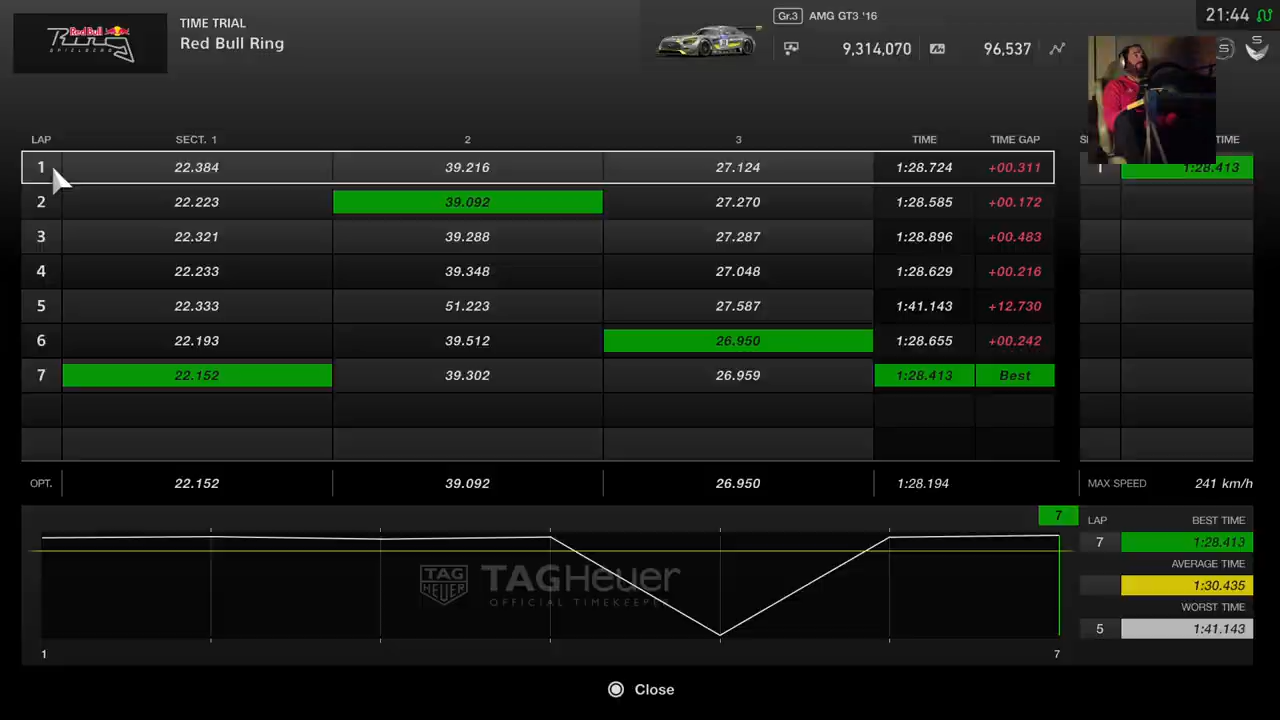 Red Bull
Ring
SPIELBERG
TIME TRIAL
Red Bull Ring
Gr.3 AMG GT3 '16
9,314,070
96,537
21:44
S
S
LAP SECT. 1 2 3 TIME TIME GAP TIME
1 22.384 39.216 27.124 1:28.724 +00.311 1 1:28.413
2 22.223 39.092 27.270 1:28.585 +00.172
3 22.321 39.288 27.287 1:28.896 +00.483
4 22.233 39.348 27.048 1:28.629 +00.216
5 22.333 51.223 27.587 1:41.143 +12.730
6 22.193 39.512 26.950 1:28.655 +00.242
7 22.152 39.302 26.959 1:28.413 Best
OPT. 22.152 39.092 26.950 1:28.194 MAX SPEED 241 km/h
7
LAP BEST TIME
7 1:28.413
AVERAGE TIME
1:30.435
WORST TIME
5 1:41.143
TAG
HEUER
TAGHeuer
OFFICIAL TIMEKEEPER
1 7
Close